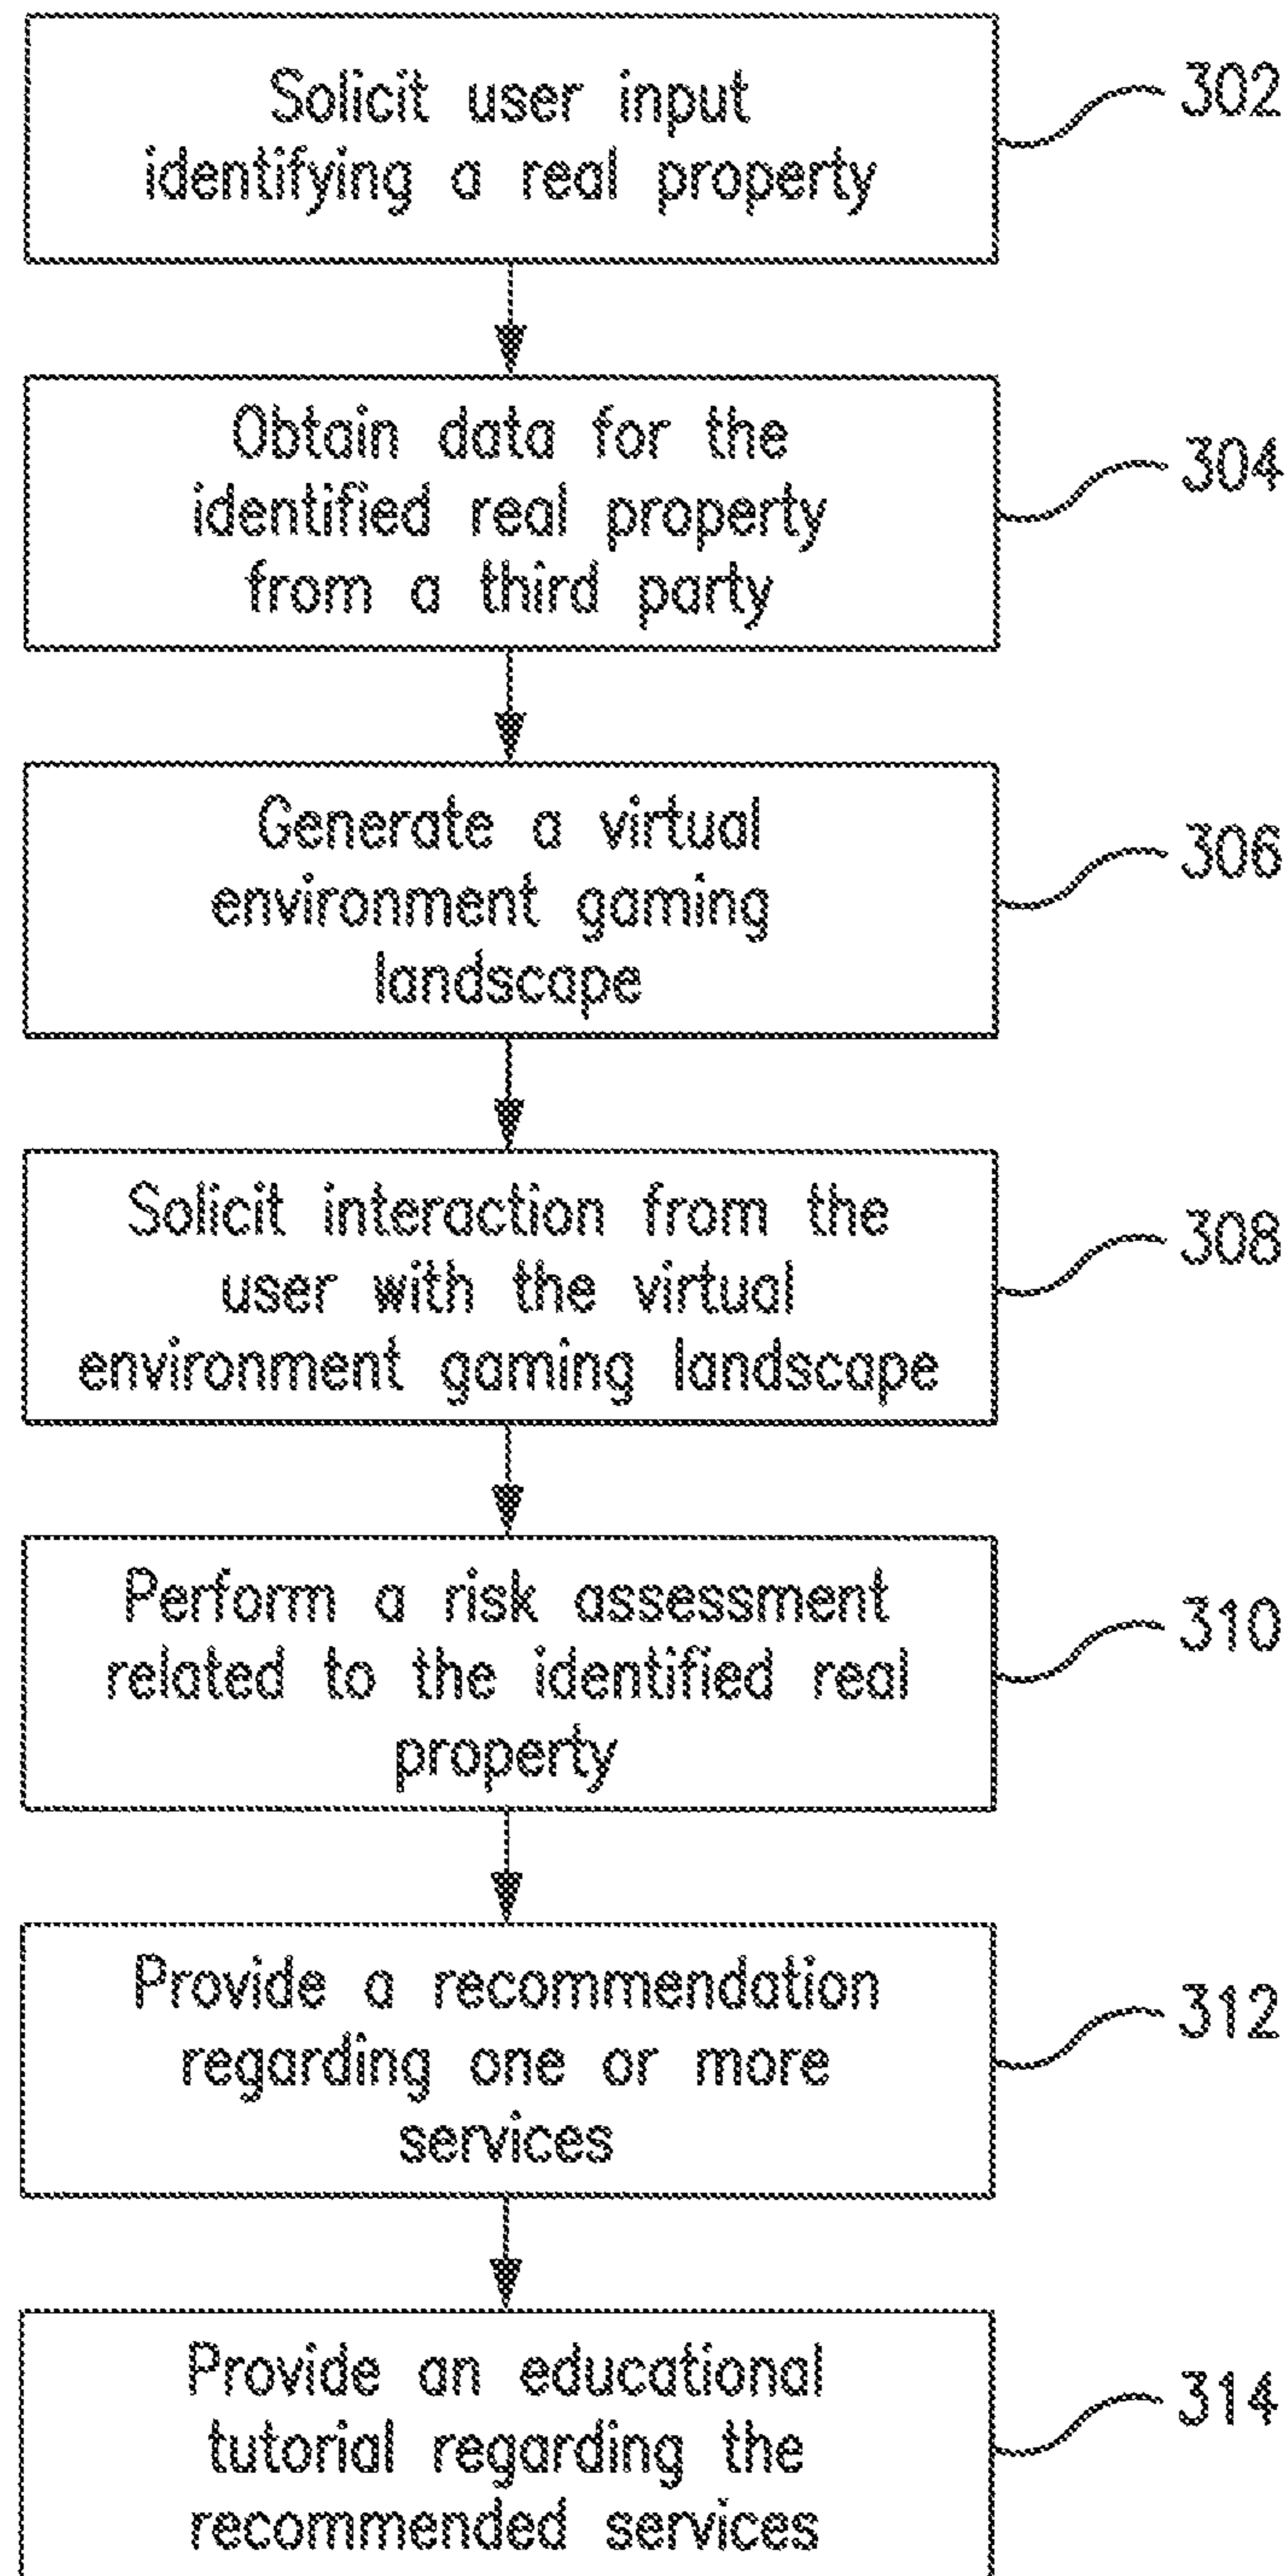 Solicit user input
identifying a real property
302
Obtain data for the
identified real property
from a third party
304
Generate a virtual
environment gaming
landscape
306
Solicit interaction from the
user with the virtual
environment gaming landscape
308
Perform a risk assessment
related to the identified real
property
310
Provide a recommendation
regarding one or more
services
312
Provide an educational
tutorial regarding the
recommended services
314